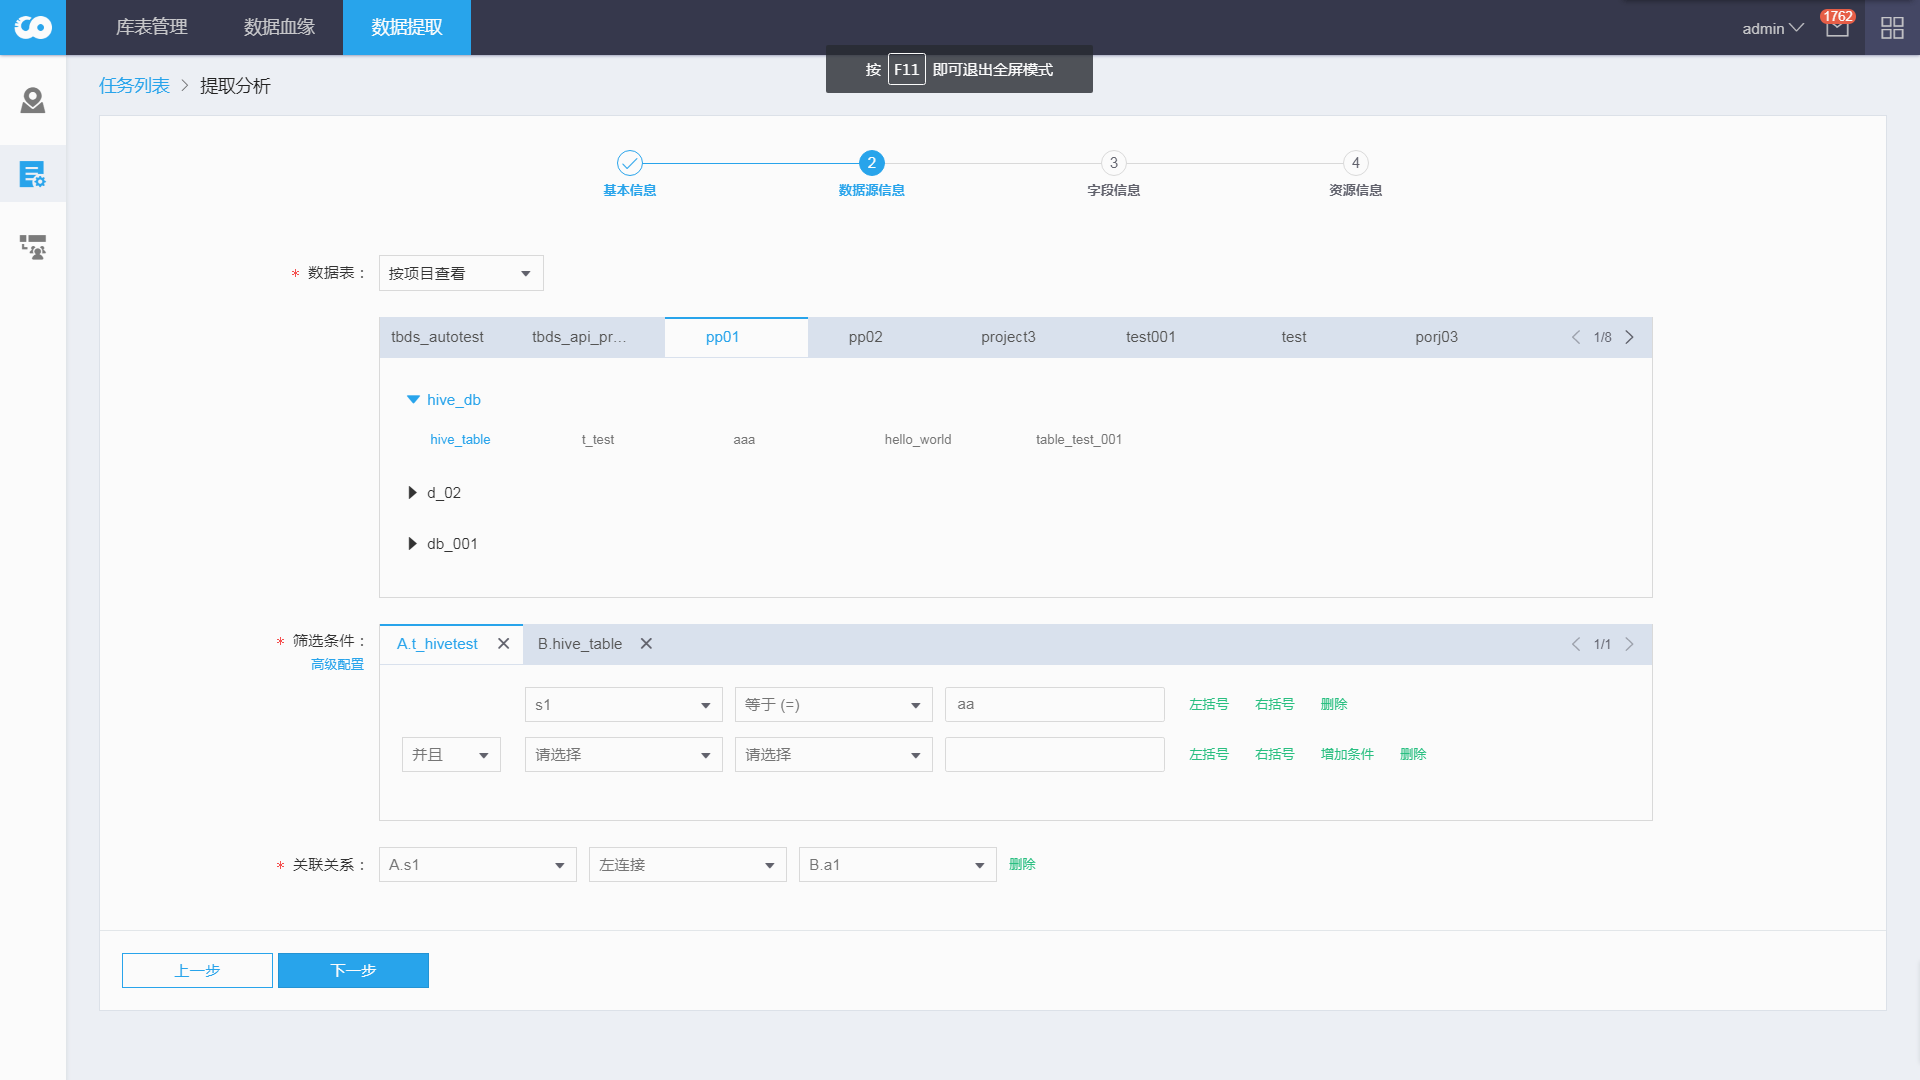 库表管理 数据血缘 数据提取 admin 1762
按 F11 即可退出全屏模式
任务列表 > 提取分析
2 3 4
基本信息 数据源信息 字段信息 资源信息
* 数据表： 按项目查看
tbds_autotest tbds_api_pr... pp01 pp02 project3 test001 test porj03 < 1/8 >
hive_db
hive_table t_test aaa hello_world table_test_001
d_02
db_001
* 筛选条件： A.t_hivetest × B.hive_table × < 1/1 >
高级配置
s1 等于 (=) aa 左括号 右括号 删除
并且 请选择 请选择 左括号 右括号 增加条件 删除
* 关联关系： A.s1 左连接 B.a1 删除
上一步 下一步